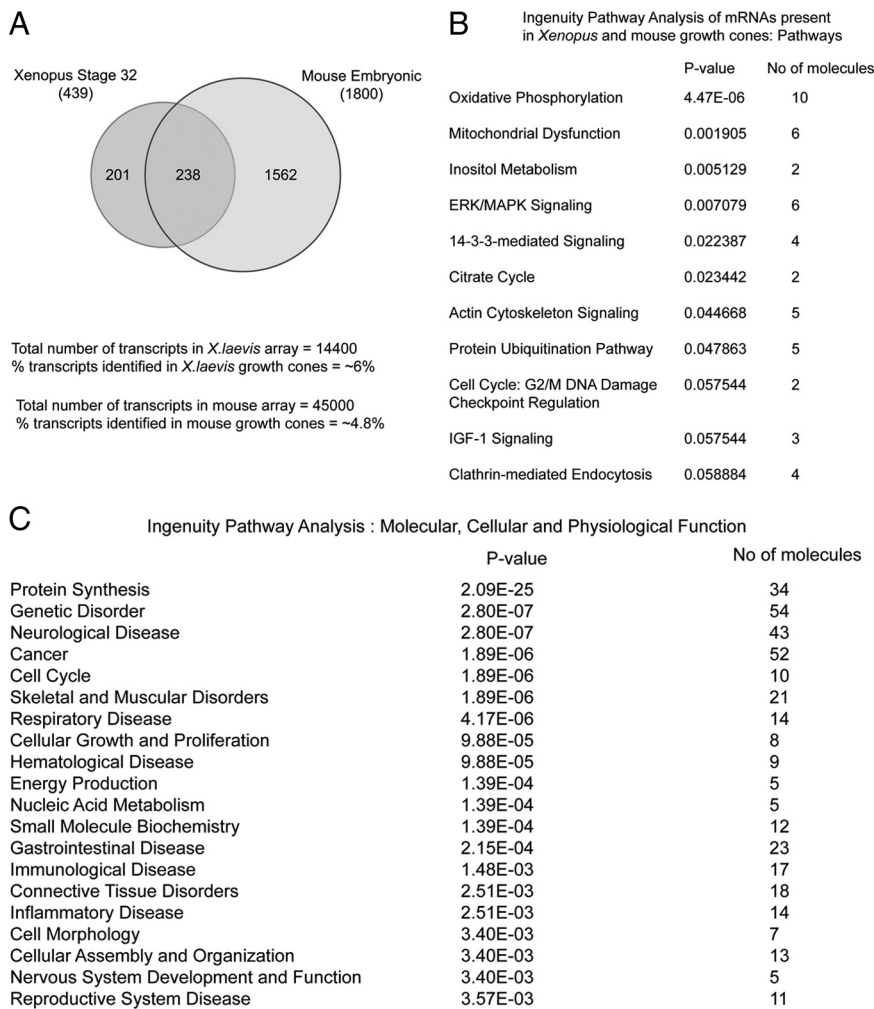 A
Xenopus Stage 32
(439)
Mouse Embryonic
(1800)
201 238 1562
Total number of transcripts in X.laevis array = 14400
% transcripts identified in X.laevis growth cones = ~6%
Total number of transcripts in mouse array = 45000
% transcripts identified in mouse growth cones = ~4.8%
B
Ingenuity Pathway Analysis of mRNAs present
in Xenopus and mouse growth cones: Pathways
P-value No of molecules
Oxidative Phosphorylation 4.47E-06 10
Mitochondrial Dysfunction 0.001905 6
Inositol Metabolism 0.005129 2
ERK/MAPK Signaling 0.007079 6
14-3-3-mediated Signaling 0.022387 4
Citrate Cycle 0.023442 2
Actin Cytoskeleton Signaling 0.044668 5
Protein Ubiquitination Pathway 0.047863 5
Cell Cycle: G2/M DNA Damage 0.057544 2
Checkpoint Regulation
IGF-1 Signaling 0.057544 3
Clathrin-mediated Endocytosis 0.058884 4
C
Ingenuity Pathway Analysis : Molecular, Cellular and Physiological Function
P-value No of molecules
Protein Synthesis 2.09E-25 34
Genetic Disorder 2.80E-07 54
Neurological Disease 2.80E-07 43
Cancer 1.89E-06 52
Cell Cycle 1.89E-06 10
Skeletal and Muscular Disorders 1.89E-06 21
Respiratory Disease 4.17E-06 14
Cellular Growth and Proliferation 9.88E-05 8
Hematological Disease 9.88E-05 9
Energy Production 1.39E-04 5
Nucleic Acid Metabolism 1.39E-04 5
Small Molecule Biochemistry 1.39E-04 12
Gastrointestinal Disease 2.15E-04 23
Immunological Disease 1.48E-03 17
Connective Tissue Disorders 2.51E-03 18
Inflammatory Disease 2.51E-03 14
Cell Morphology 3.40E-03 7
Cellular Assembly and Organization 3.40E-03 13
Nervous System Development and Function 3.40E-03 5
Reproductive System Disease 3.57E-03 11